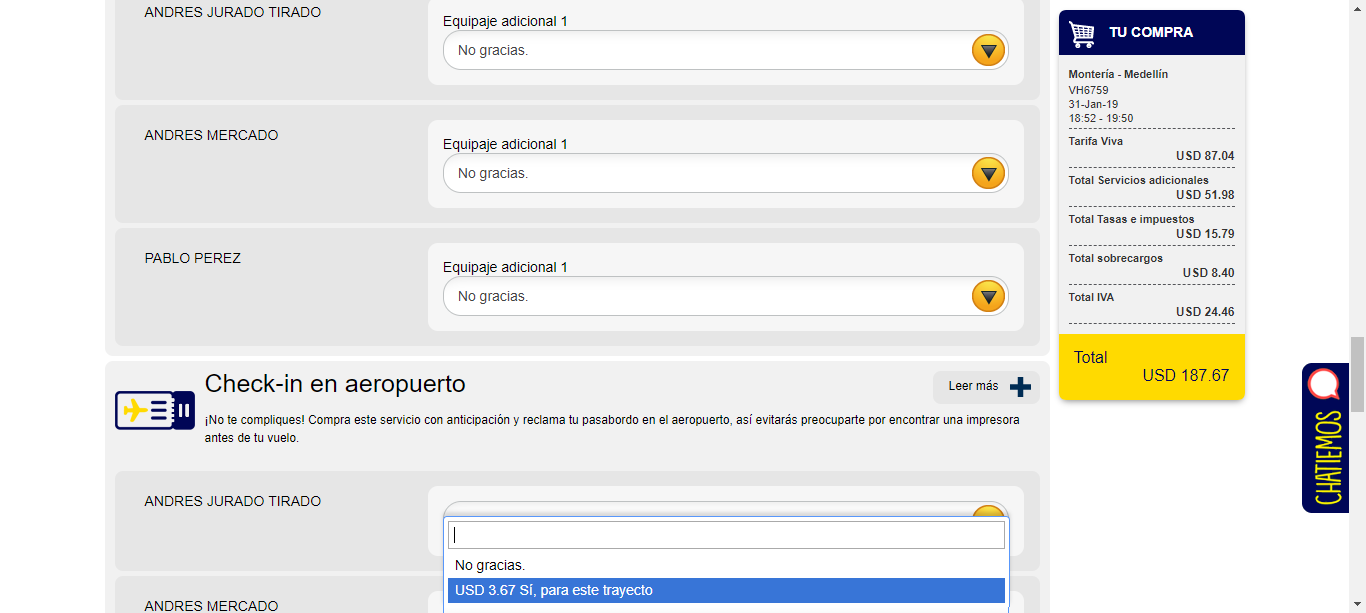 ANDRES JURADO TIRADO
Equipaje adicional 1
No gracias.
ANDRES MERCADO
Equipaje adicional 1
No gracias.
PABLO PEREZ
Equipaje adicional 1
No gracias.
Check-in en aeropuerto
Leer más
¡No te compliques! Compra este servicio con anticipación y reclama tu pasabordo en el aeropuerto, así evitarás preocuparte por encontrar una impresora
antes de tu vuelo.
ANDRES JURADO TIRADO
No gracias.
USD 3.67 Sí, para este trayecto
ANDRES MERCADO
TU COMPRA
Montería - Medellín
VH6759
31-Jan-19
18:52 - 19:50
Tarifa Viva
USD 87.04
Total Servicios adicionales
USD 51.98
Total Tasas e impuestos
USD 15.79
Total sobrecargos
USD 8.40
Total IVA
USD 24.46
Total
USD 187.67
CHATIEMOS